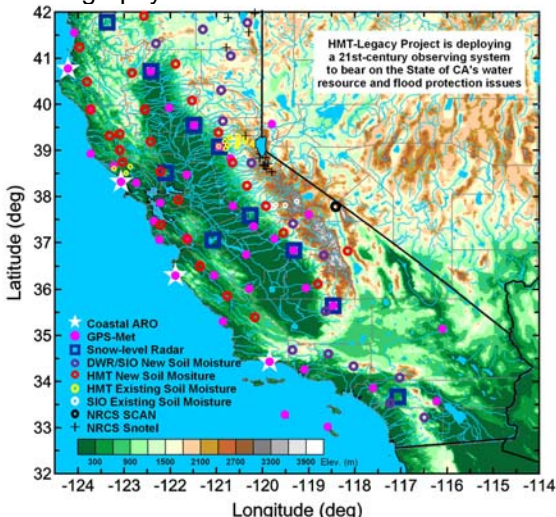 42
41
40
39
38
37
36
35
34
33
32
Latitude (deg)
HMT-Legacy Project is deploying
a 21st-century observing system
to bear on the State of CA's water
resource and flood protection issues
Coastal ARO
GPS-Met
Snow-level Radar
DWR/SIO New Soil Moisture
HMT New Soil Mositure
HMT Existing Soil Moisture
SIO Existing Soil Moisture
NRCS SCAN
NRCS Snotel
300 900 1500 2100 2700 3300 3900 Elev. (m)
-124 -123 -122 -121 -120 -119 -118 -117 -116 -115 -114
Longitude (deg)